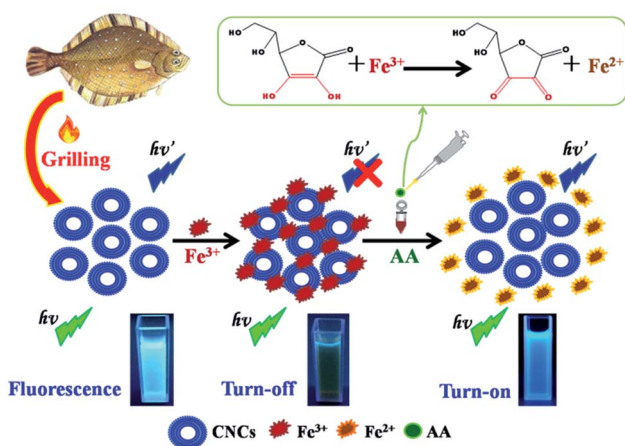 HO
HO
O
O
HO
OH
+ Fe³⁺
HO
HO
O
O
O
O
+ Fe²⁺
Grilling
hv'
hv'
hv'
Fe³⁺
AA
hv
hv
hv
Fluorescence
Turn-off
Turn-on
CNCs
Fe³⁺
Fe²⁺
AA